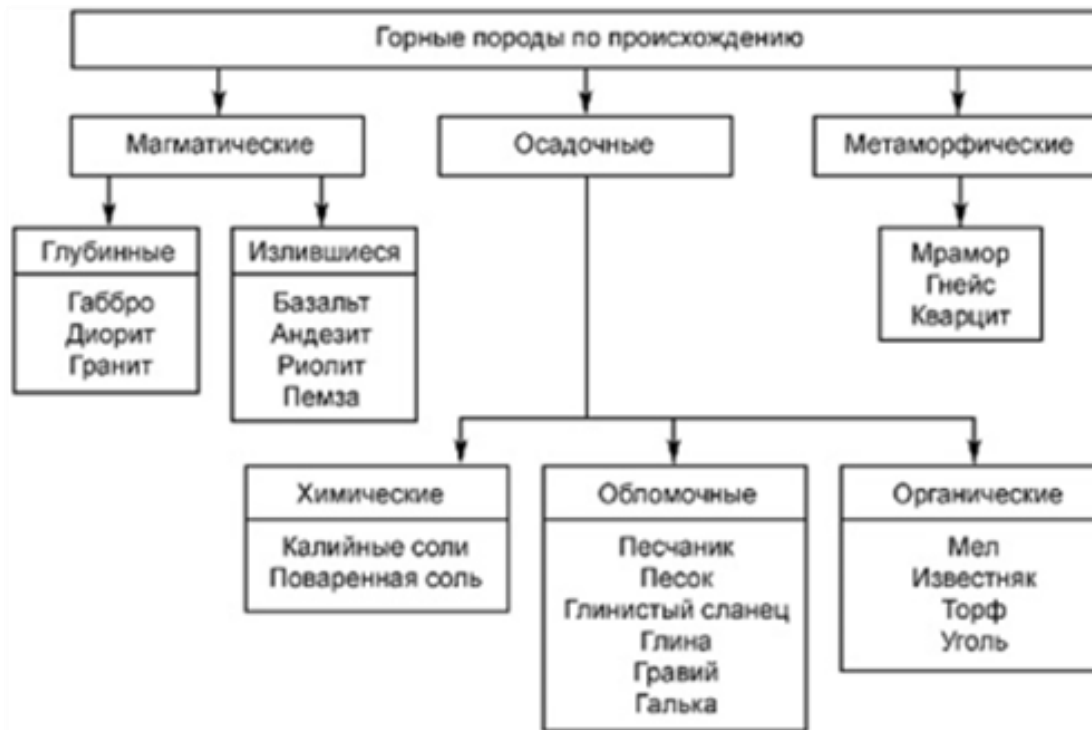 Горные породы по происхождению
Магматические
Осадочные
Метаморфические
Глубинные
Габбро
Диорит
Гранит
Излившиеся
Базальт
Андезит
Риолит
Пемза
Мрамор
Гнейс
Кварцит
Химические
Калийные соли
Поваренная соль
Обломочные
Песчаник
Песок
Глинистый сланец
Глина
Гравий
Галька
Органические
Мел
Известняк
Торф
Уголь